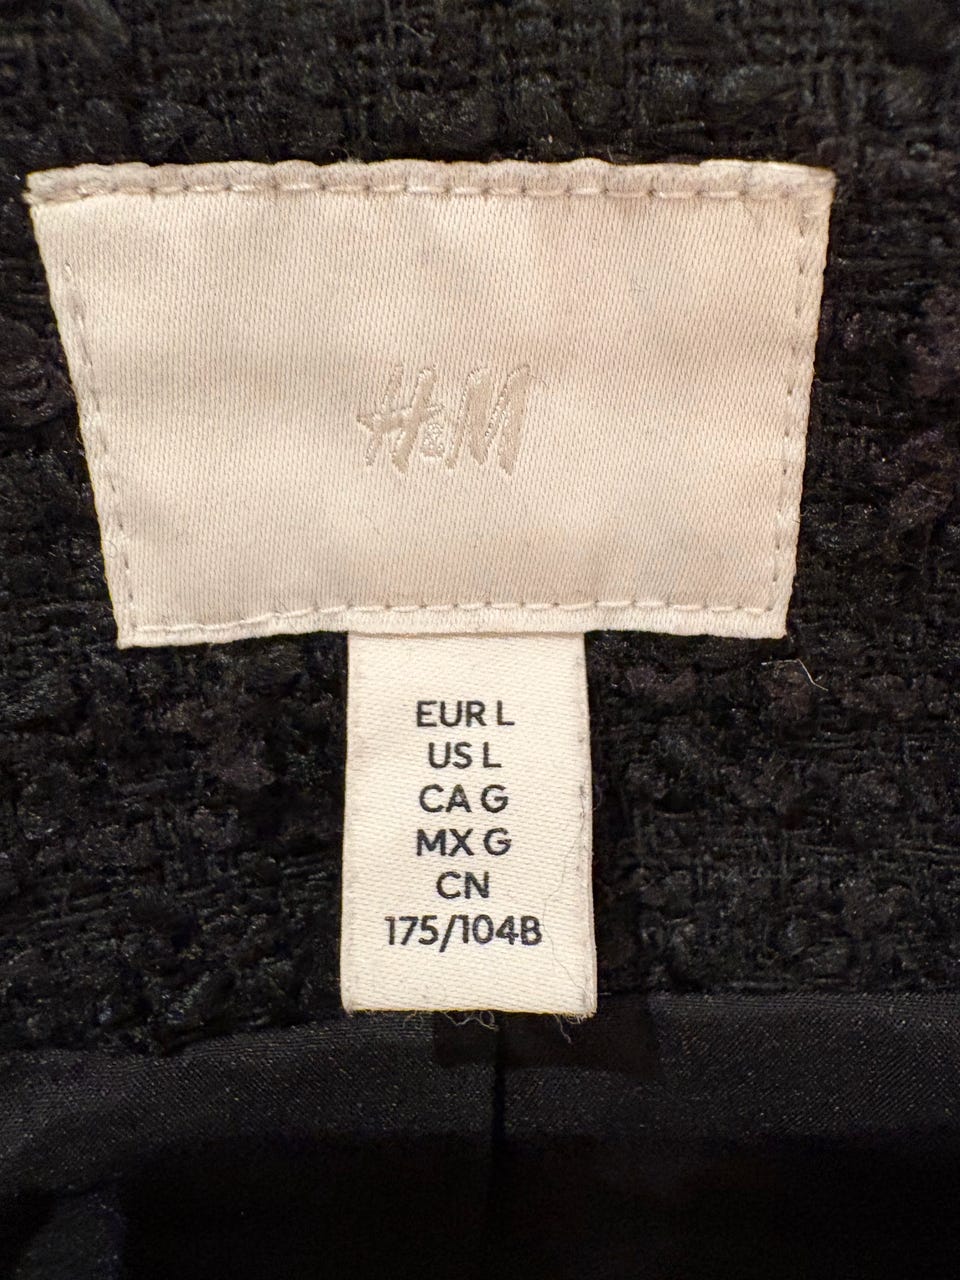 H&M
EUR L
US L
CA G
MX G
CN
175/104B